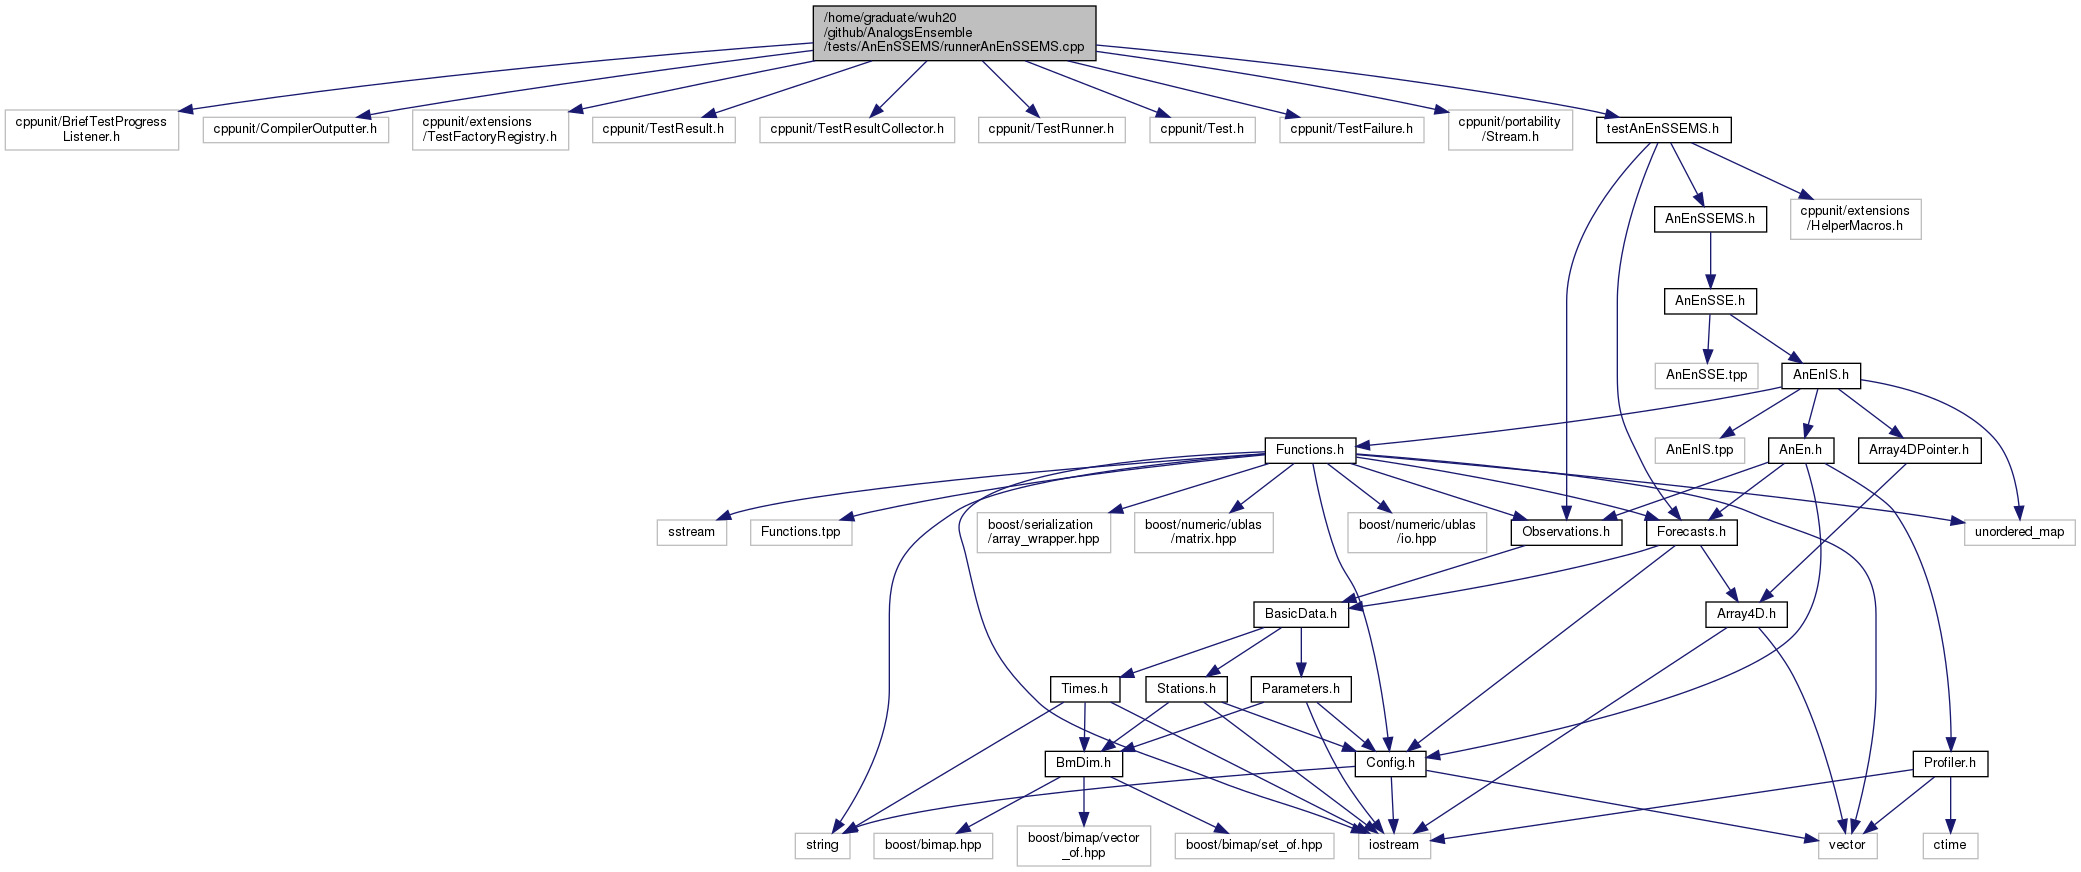 /home/graduate/wuh20
/github/AnalogsEnsemble
/tests/AnEnSSEMS/runnerAnEnSSEMS.cpp
cppunit/BriefTestProgress
Listener.h
cppunit/CompilerOutputter.h
cppunit/extensions
/TestFactoryRegistry.h
cppunit/TestResult.h
cppunit/TestResultCollector.h
cppunit/TestRunner.h
cppunit/Test.h
cppunit/TestFailure.h
cppunit/portability
/Stream.h
testAnEnSSEMS.h
AnEnSSEMS.h
cppunit/extensions
/HelperMacros.h
AnEnSSE.h
AnEnSSE.tpp
AnEnIS.h
Functions.h
AnEnIS.tpp
AnEn.h
Array4DPointer.h
sstream
Functions.tpp
boost/serialization
/array_wrapper.hpp
boost/numeric/ublas
/matrix.hpp
boost/numeric/ublas
/io.hpp
Observations.h
Forecasts.h
unordered_map
BasicData.h
Array4D.h
Times.h
Stations.h
Parameters.h
BmDim.h
Config.h
Profiler.h
string
boost/bimap.hpp
boost/bimap/vector
_of.hpp
boost/bimap/set_of.hpp
iostream
vector
ctime